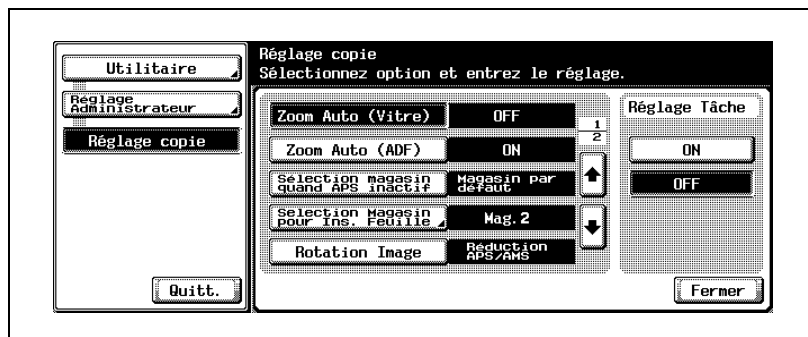 Utilitaire
Réglage
Administrateur
Réglage copie
Quitt.
Réglage copie
Sélectionnez option et entrez le réglage.
Zoom Auto (Vitre) OFF
Zoom Auto (ADF) ON
Sélection magasin
quand APS inactif
Magasin par
défaut
Sélection Magasin
pour Ins. Feuille
Mag.2
Rotation Image
Réduction
APS/AMS
1
2
Réglage Tâche
ON
OFF
Fermer